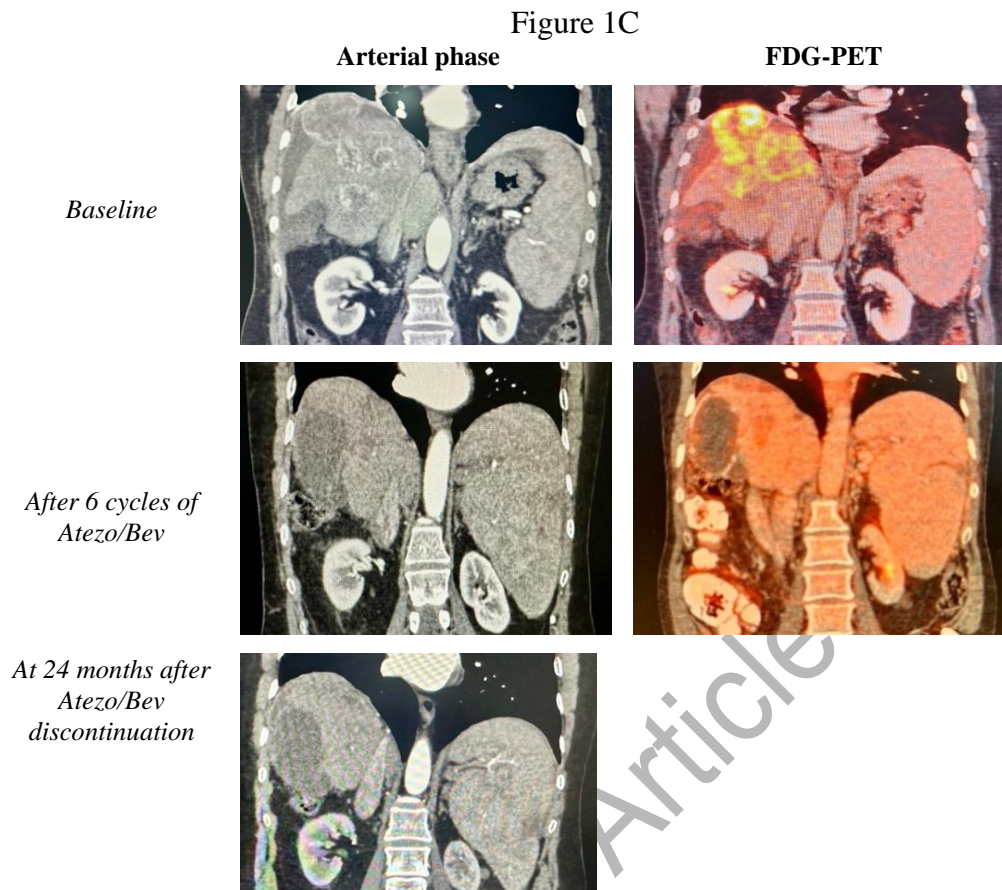 Figure 1C
Arterial phase
FDG-PET
Baseline
After 6 cycles of
Atezo/Bev
At 24 months after
Atezo/Bev
discontinuation
Article